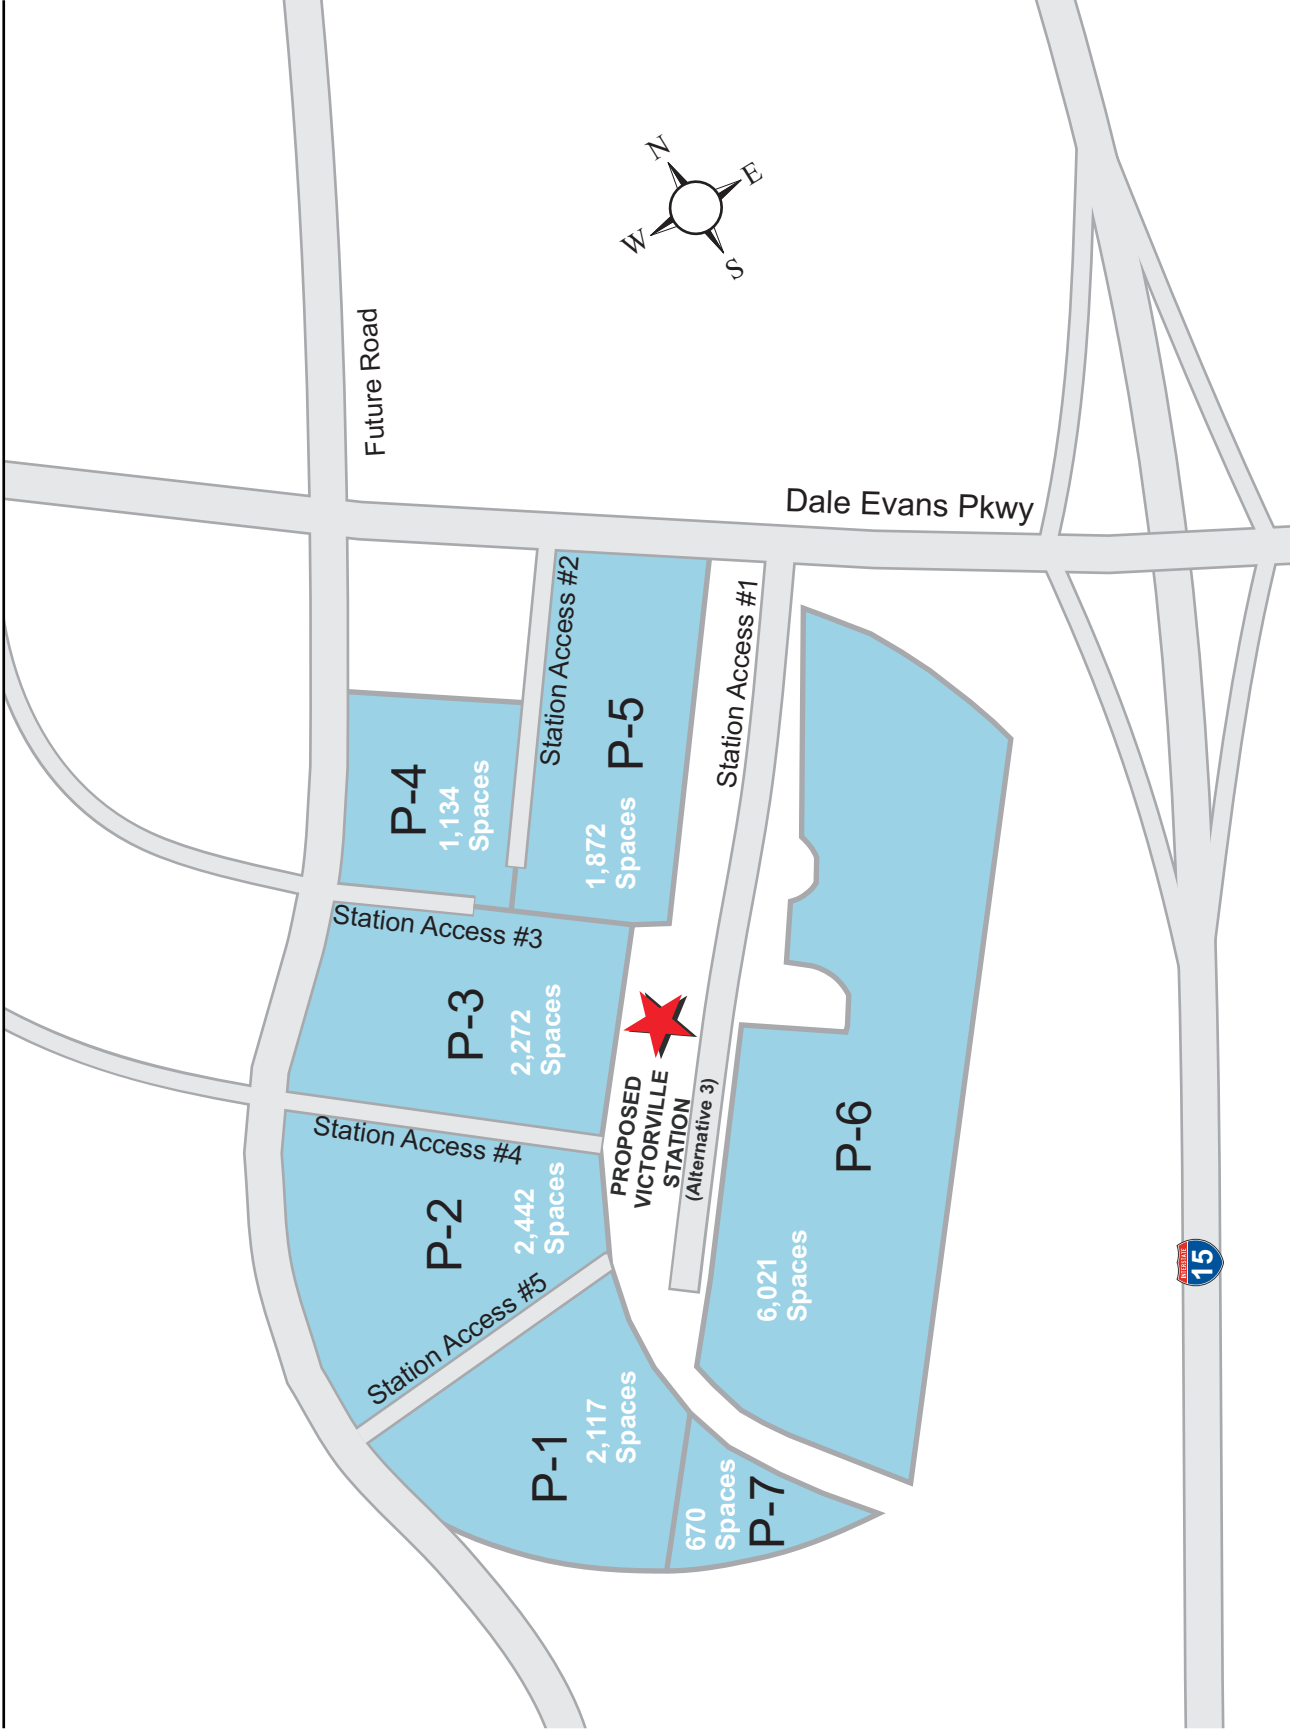 Future Road
N
E
W
S
Dale Evans Pkwy
Station Access #2
Station Access #1
P-5
1,872
Spaces
P-4
1,134
Spaces
Station Access #3
P-3
2,272
Spaces
Station Access #4
PROPOSED
VICTORVILLE
STATION
(Alternative 3)
P-2
2,442
Spaces
Station Access #5
P-6
6,021
Spaces
P-1
2,117
Spaces
670
Spaces
P-7
INTERSTATE
15